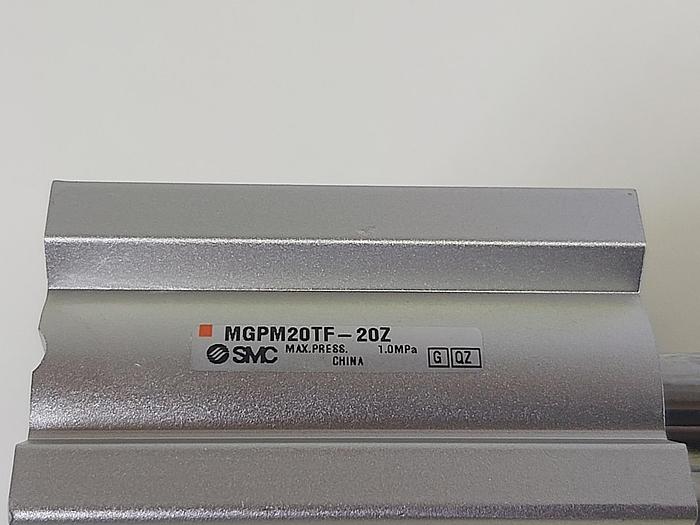 MGPM20TF-20Z
SMC MAX.PRESS. 1.0MPa G QZ
CHINA